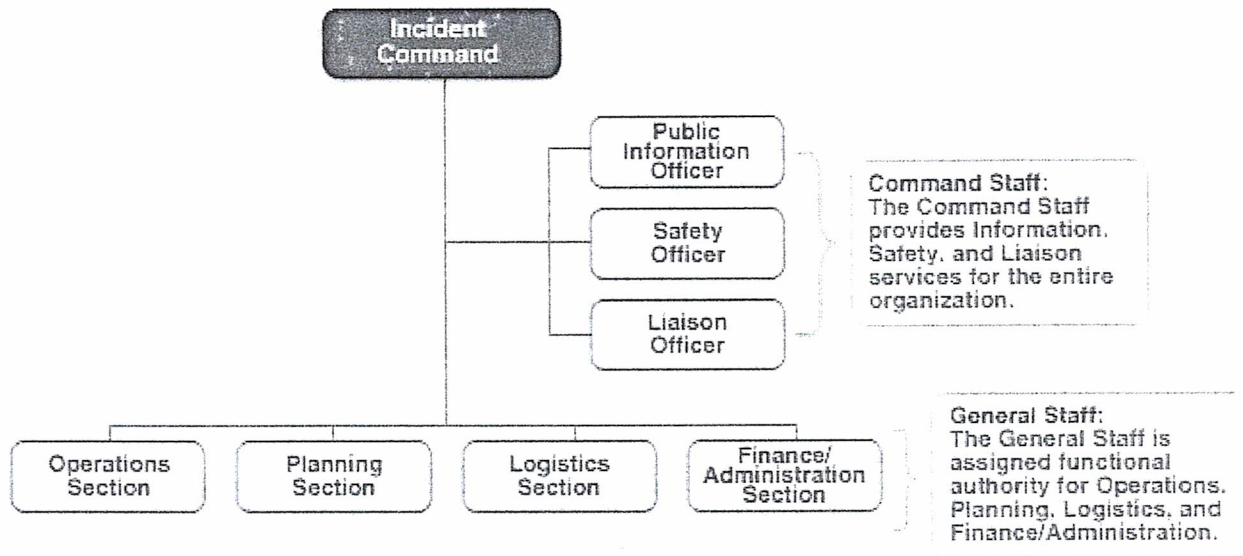 Incident
Command
Public
Information
Officer
Safety
Officer
Liaison
Officer
Command Staff:
The Command Staff
provides Information,
Safety, and Liaison
services for the entire
organization.
Operations
Section
Planning
Section
Logistics
Section
Finance/
Administration
Section
General Staff:
The General Staff is
assigned functional
authority for Operations,
Planning, Logistics, and
Finance/Administration.